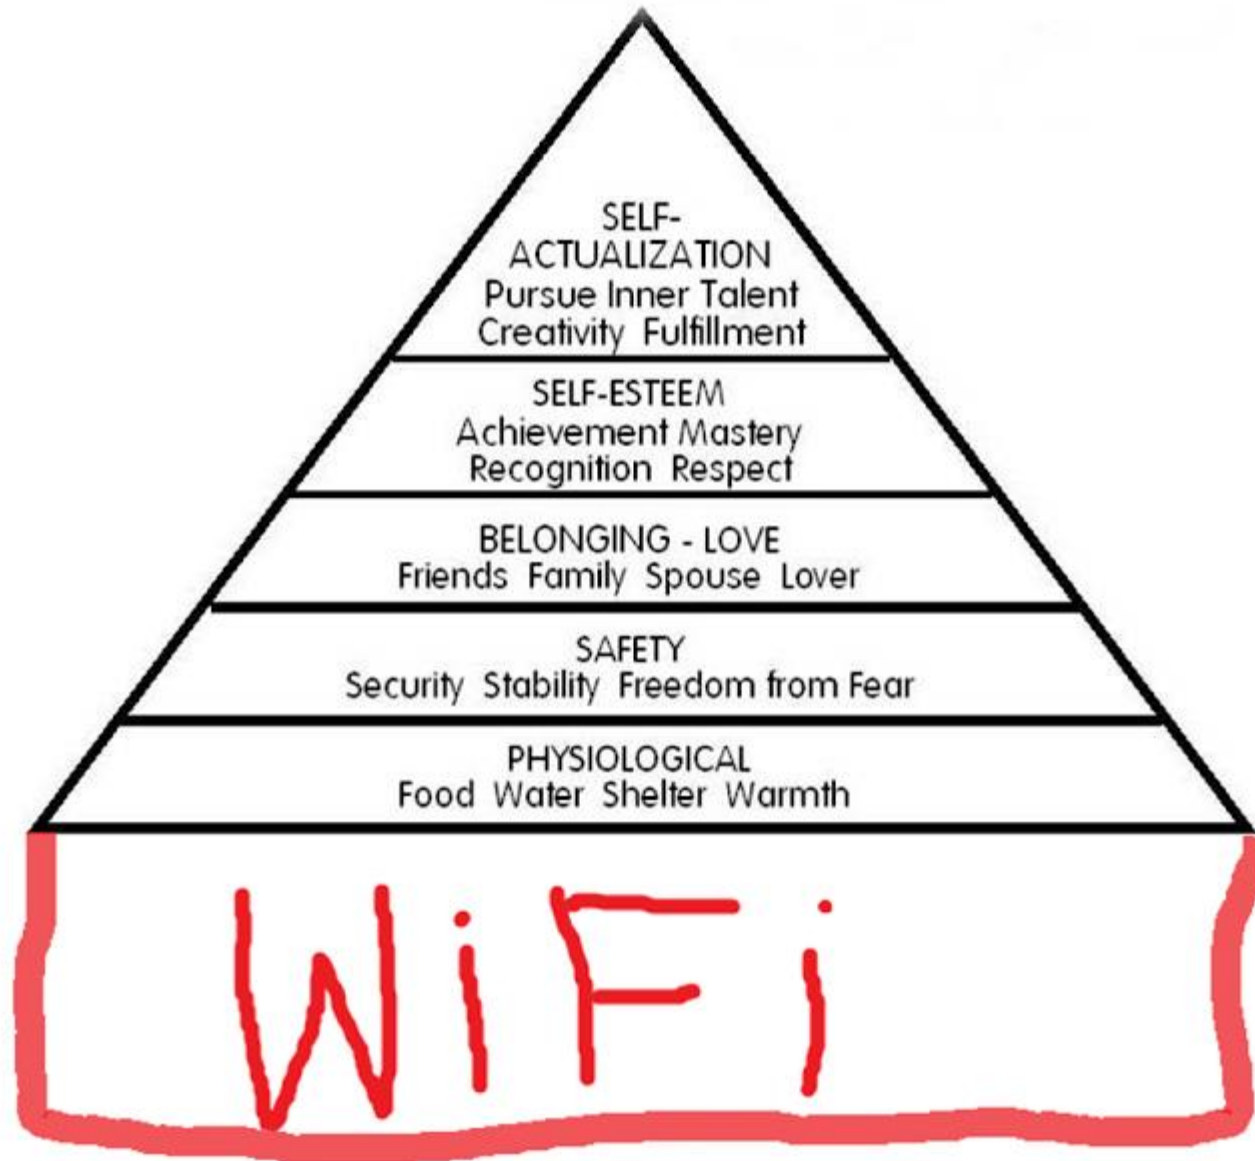 SELF-
ACTUALIZATION
Pursue Inner Talent
Creativity Fulfillment
SELF-ESTEEM
Achievement Mastery
Recognition Respect
BELONGING - LOVE
Friends Family Spouse Lover
SAFETY
Security Stability Freedom from Fear
PHYSIOLOGICAL
Food Water Shelter Warmth
WiFi